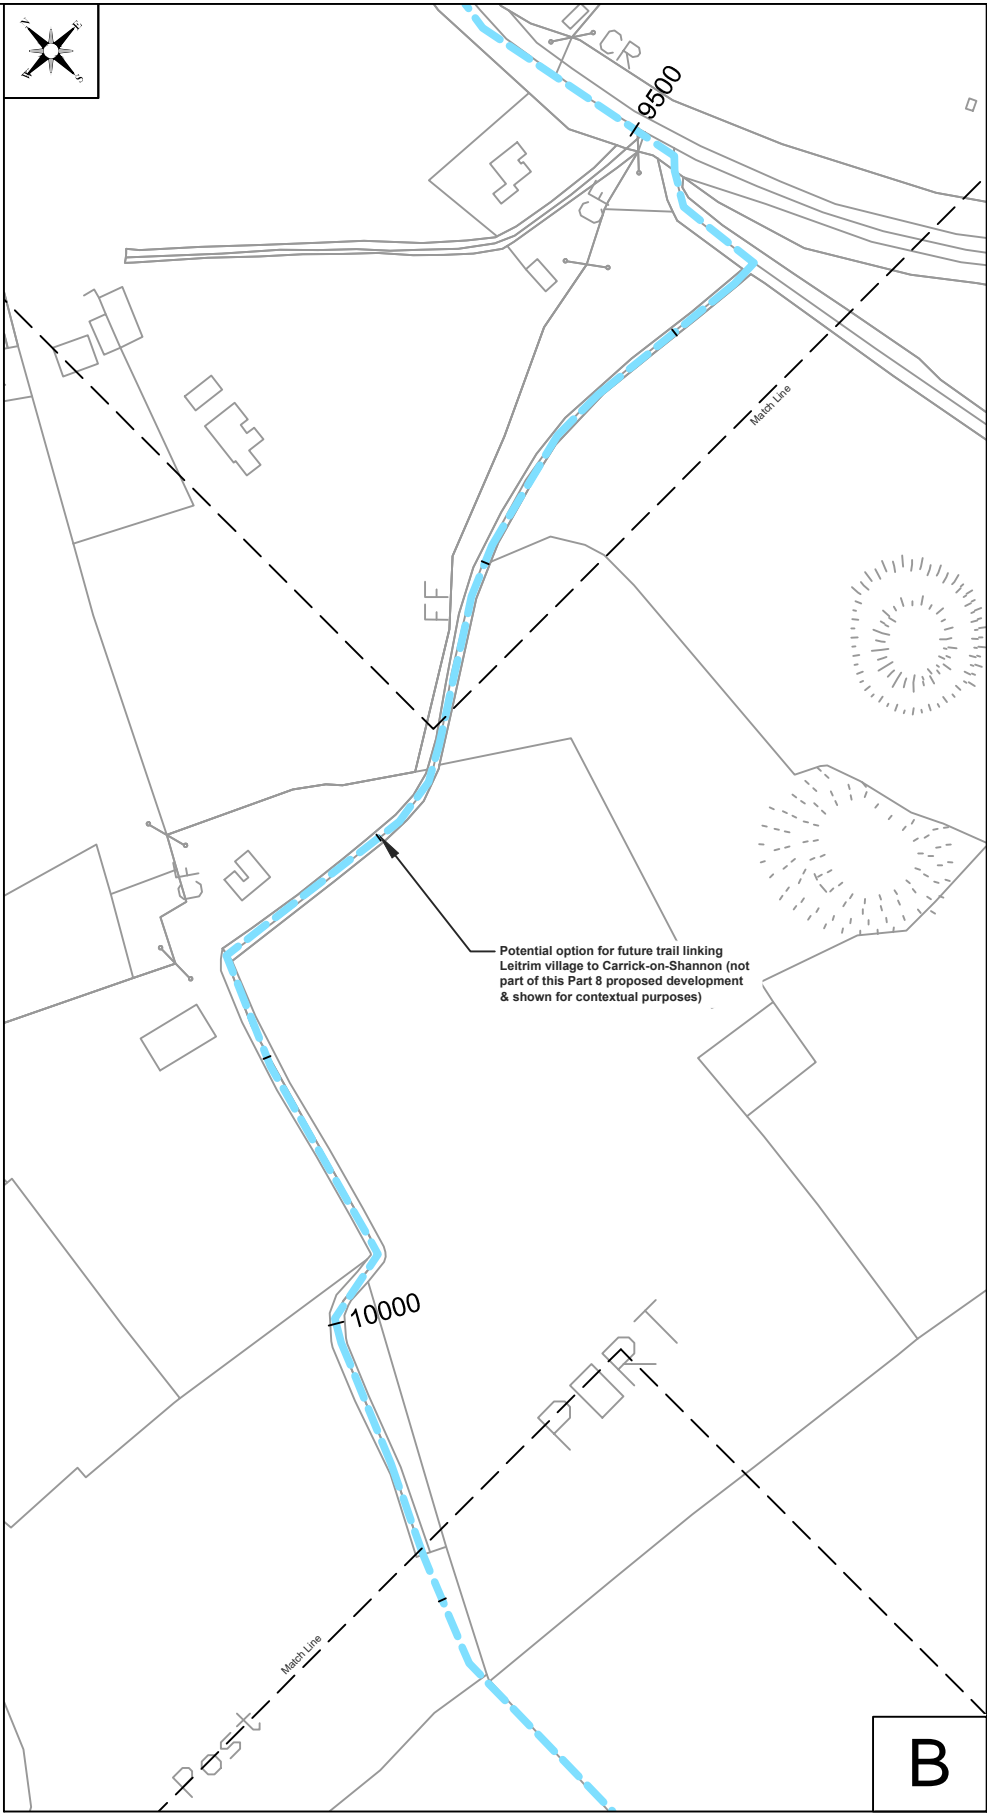 N
E
W
S
CR
9500
CF
Match Line
FF
CF
Potential option for future trail linking
Leitrim village to Carrick-on-Shannon (not
part of this Part 8 proposed development
& shown for contextual purposes)
10000
PORT
Match Line
Post
B